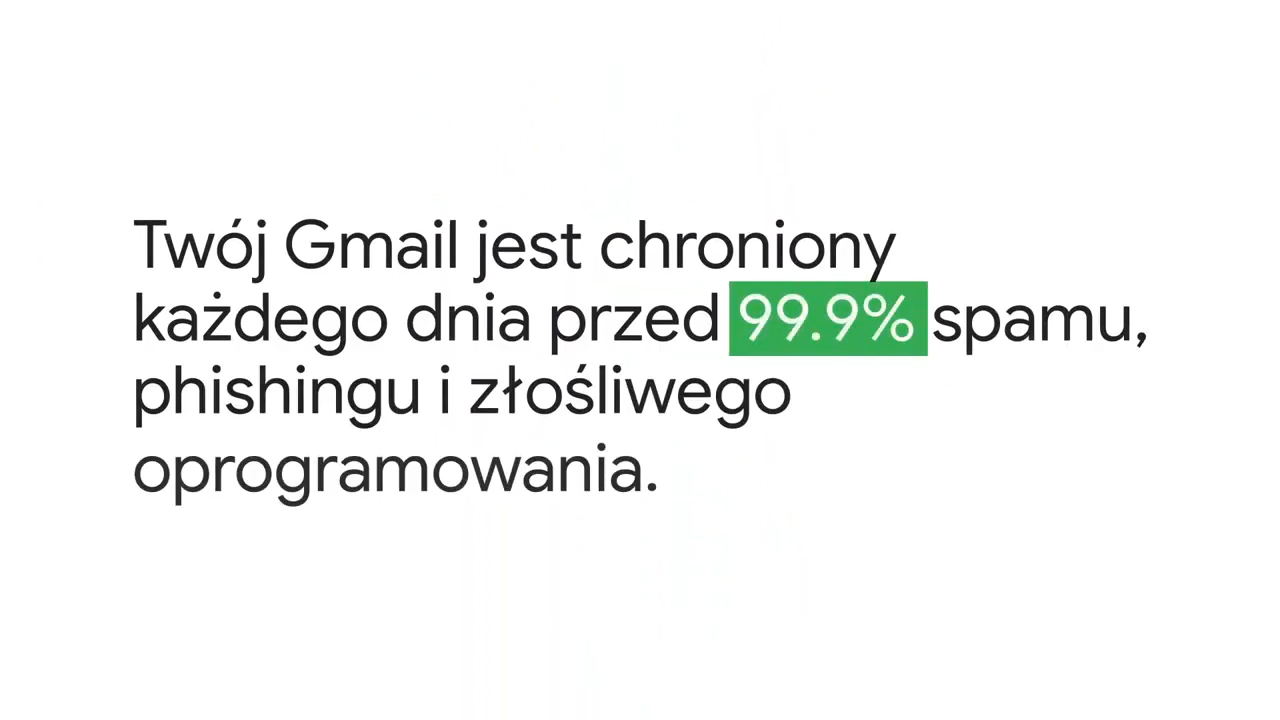 Twój Gmail jest chroniony
każdego dnia przed 99.9% spamu,
phishingu i złośliwego
oprogramowania.